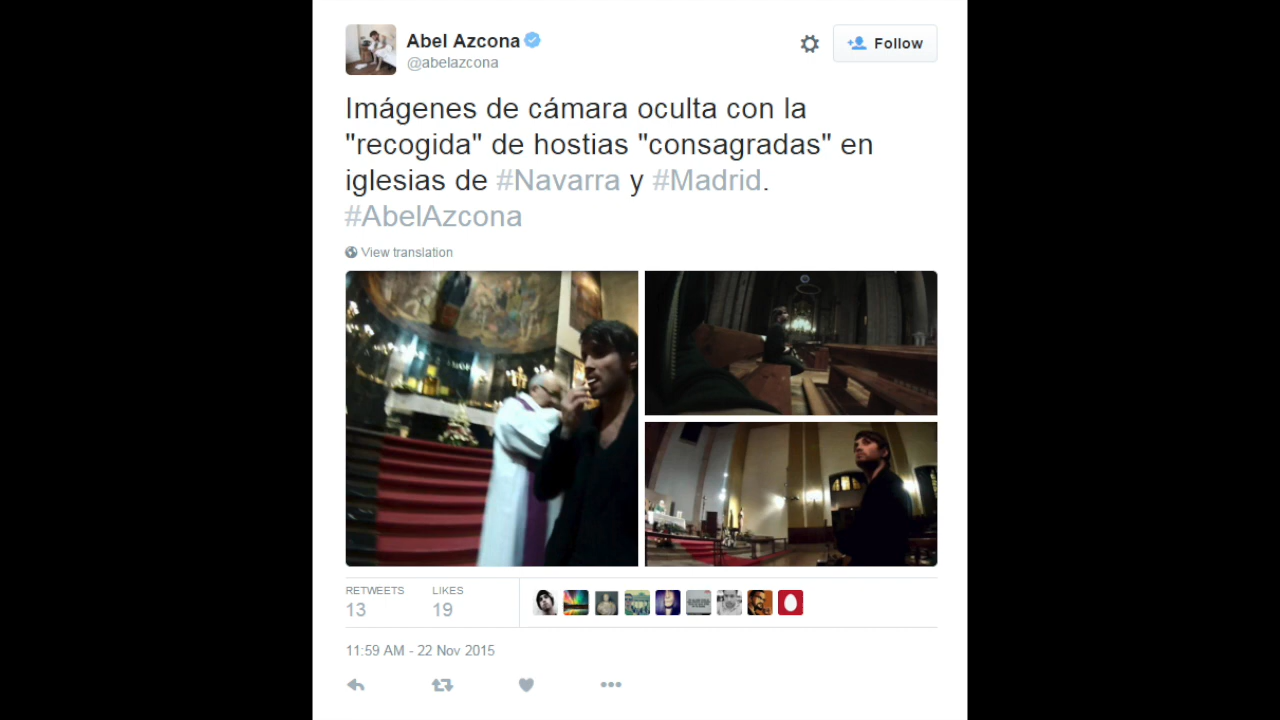 Abel Azcona
@abelazcona
Follow
Imágenes de cámara oculta con la
"recogida" de hostias "consagradas" en
iglesias de #Navarra y #Madrid.
#AbelAzcona
View translation
RETWEETS
LIKES
13
19
11:59 AM - 22 Nov 2015